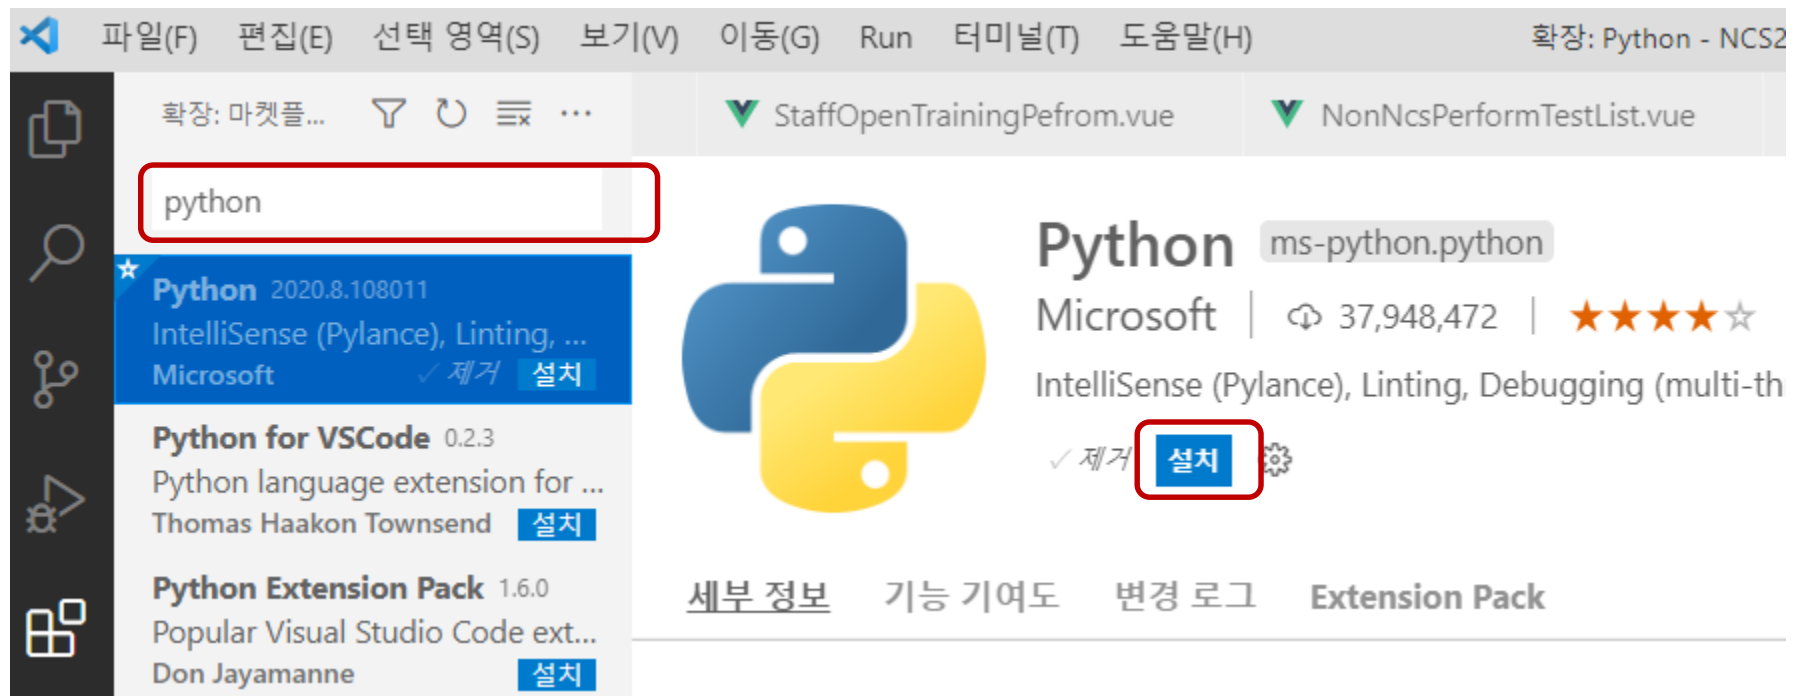 파일(F) 편집(E) 선택 영역(S) 보기(V) 이동(G) Run 터미널(T) 도움말(H) 확장: Python - NCS2
확장: 마켓플...
StaffOpenTrainingPefrom.vue NonNcsPerformTestList.vue
python
Python 2020.8.108011
IntelliSense (Pylance), Linting, ...
Microsoft ✓ 제거 설치
Python for VSCode 0.2.3
Python language extension for ...
Thomas Haakon Townsend 설치
Python Extension Pack 1.6.0
Popular Visual Studio Code ext...
Don Jayamanne 설치
Python ms-python.python
Microsoft 37,948,472
IntelliSense (Pylance), Linting, Debugging (multi-th
✓ 제거 설치
세부 정보 기능 기여도 변경 로그 Extension Pack